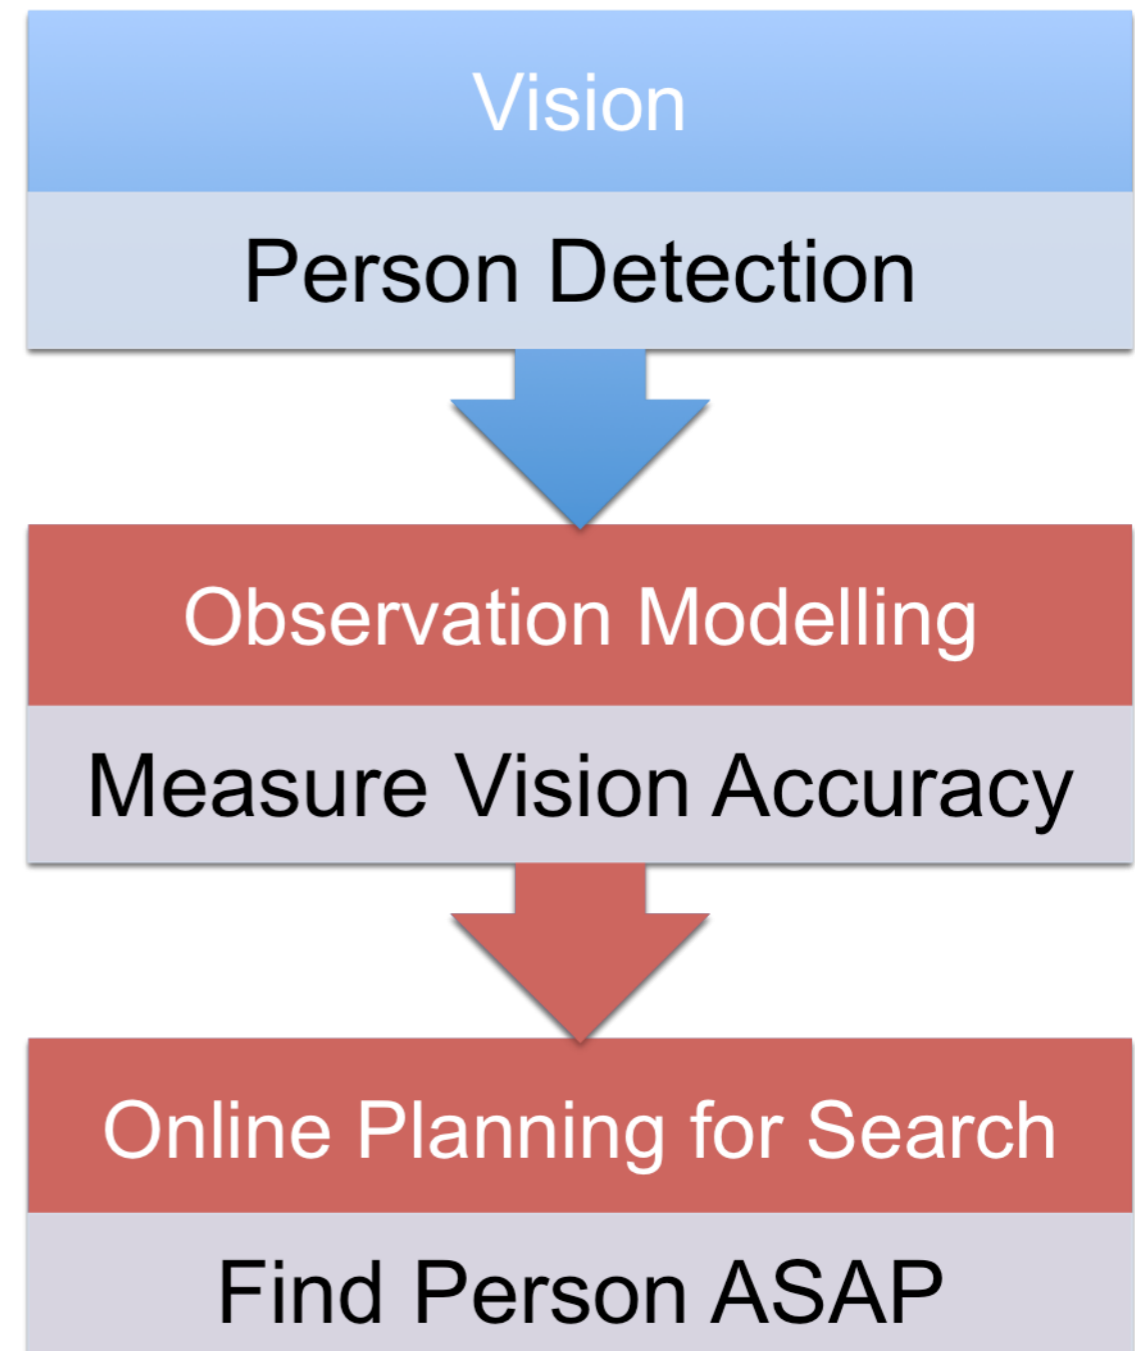 Vision
Person Detection
Observation Modelling
Measure Vision Accuracy
Online Planning for Search
Find Person ASAP